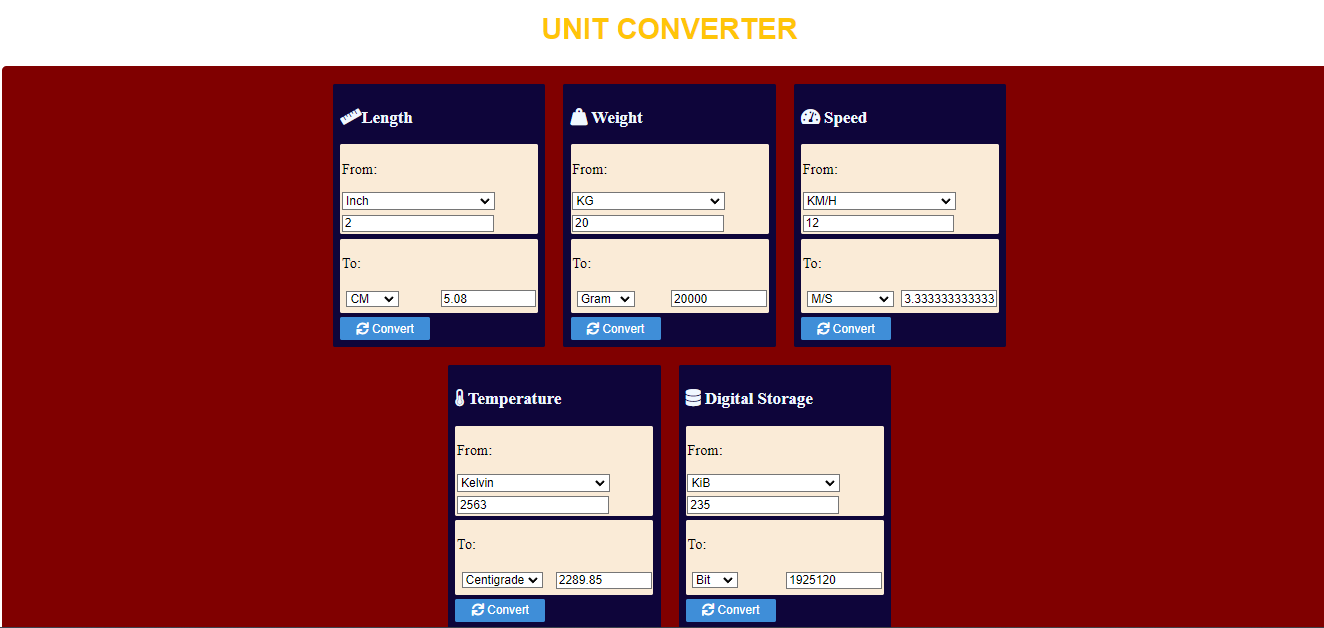 UNIT CONVERTER
Length
From:
Inch
2
To:
CM 5.08
Convert
Weight
From:
KG
20
To:
Gram 20000
Convert
Speed
From:
KM/H
12
To:
M/S 3.333333333333
Convert
Temperature
From:
Kelvin
2563
To:
Centigrade 2289.85
Convert
Digital Storage
From:
KiB
235
To:
Bit 1925120
Convert